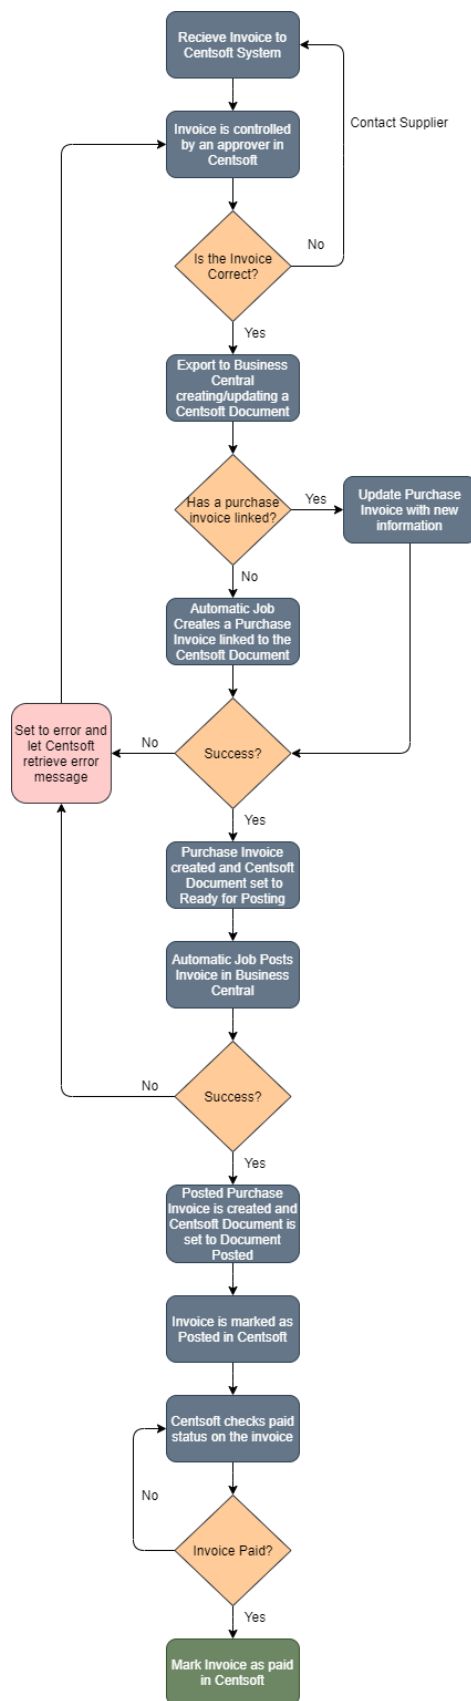 Recieve Invoice to
Centsoft System
Contact Supplier
Invoice is controlled
by an approver in
Centsoft
No
Is the Invoice
Correct?
Yes
Export to Business
Central
creating/updating a
Centsoft Document
Has a purchase
invoice linked?
Yes
Update Purchase
Invoice with new
information
No
Automatic Job
Creates a Purchase
Invoice linked to the
Centsoft Document
Set to error and
let Centsoft
retrieve error
message
No
Success?
Yes
Purchase Invoice
created and Centsoft
Document set to
Ready for Posting
Automatic Job Posts
Invoice in Business
Central
No
Success?
Yes
Posted Purchase
Invoice is created and
Centsoft Document is
set to Document
Posted
Invoice is marked as
Posted in Centsoft
Centsoft checks paid
status on the invoice
No
Invoice Paid?
Yes
Mark Invoice as paid
in Centsoft